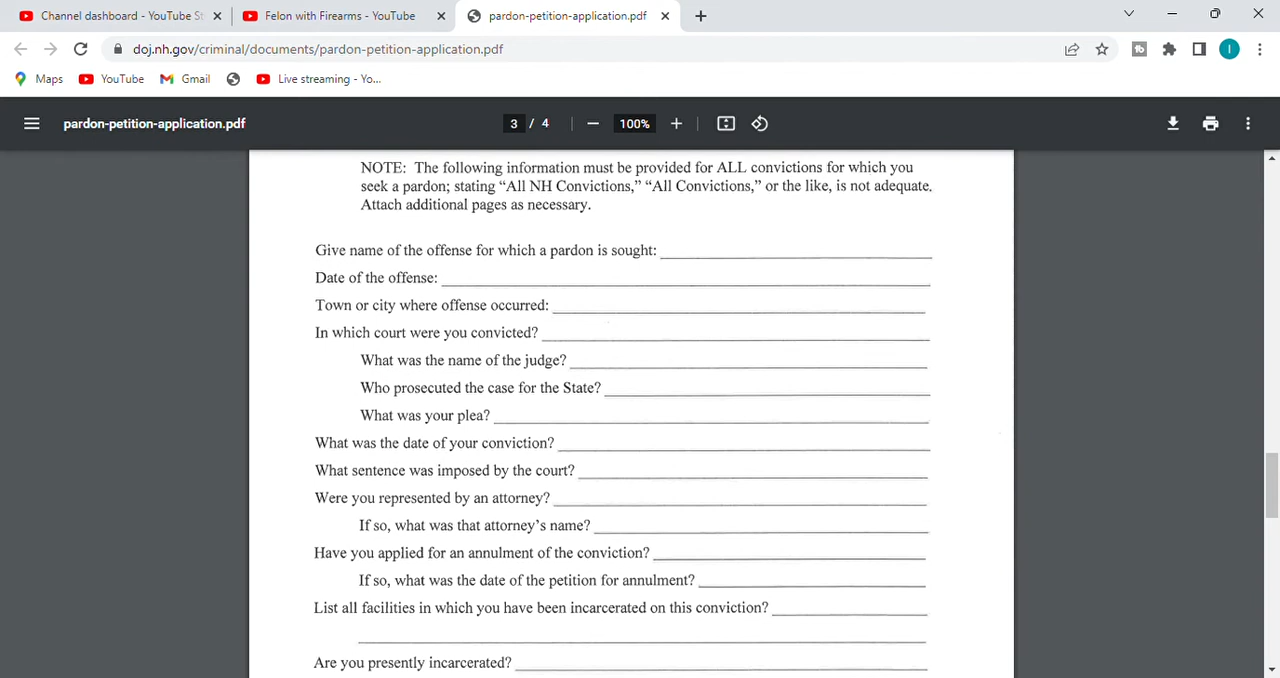 Channel dashboard - YouTube St
Felon with Firearms - YouTube
pardon-petition-application.pdf
doj.nh.gov/criminal/documents/pardon-petition-application.pdf
I
Maps
YouTube
Gmail
Live streaming - Yo...
pardon-petition-application.pdf
3 / 4
100%
NOTE: The following information must be provided for ALL convictions for which you
seek a pardon; stating “All NH Convictions,” “All Convictions,” or the like, is not adequate.
Attach additional pages as necessary.
Give name of the offense for which a pardon is sought:
Date of the offense:
Town or city where offense occurred:
In which court were you convicted?
What was the name of the judge?
Who prosecuted the case for the State?
What was your plea?
What was the date of your conviction?
What sentence was imposed by the court?
Were you represented by an attorney?
If so, what was that attorney’s name?
Have you applied for an annulment of the conviction?
If so, what was the date of the petition for annulment?
List all facilities in which you have been incarcerated on this conviction?
Are you presently incarcerated?